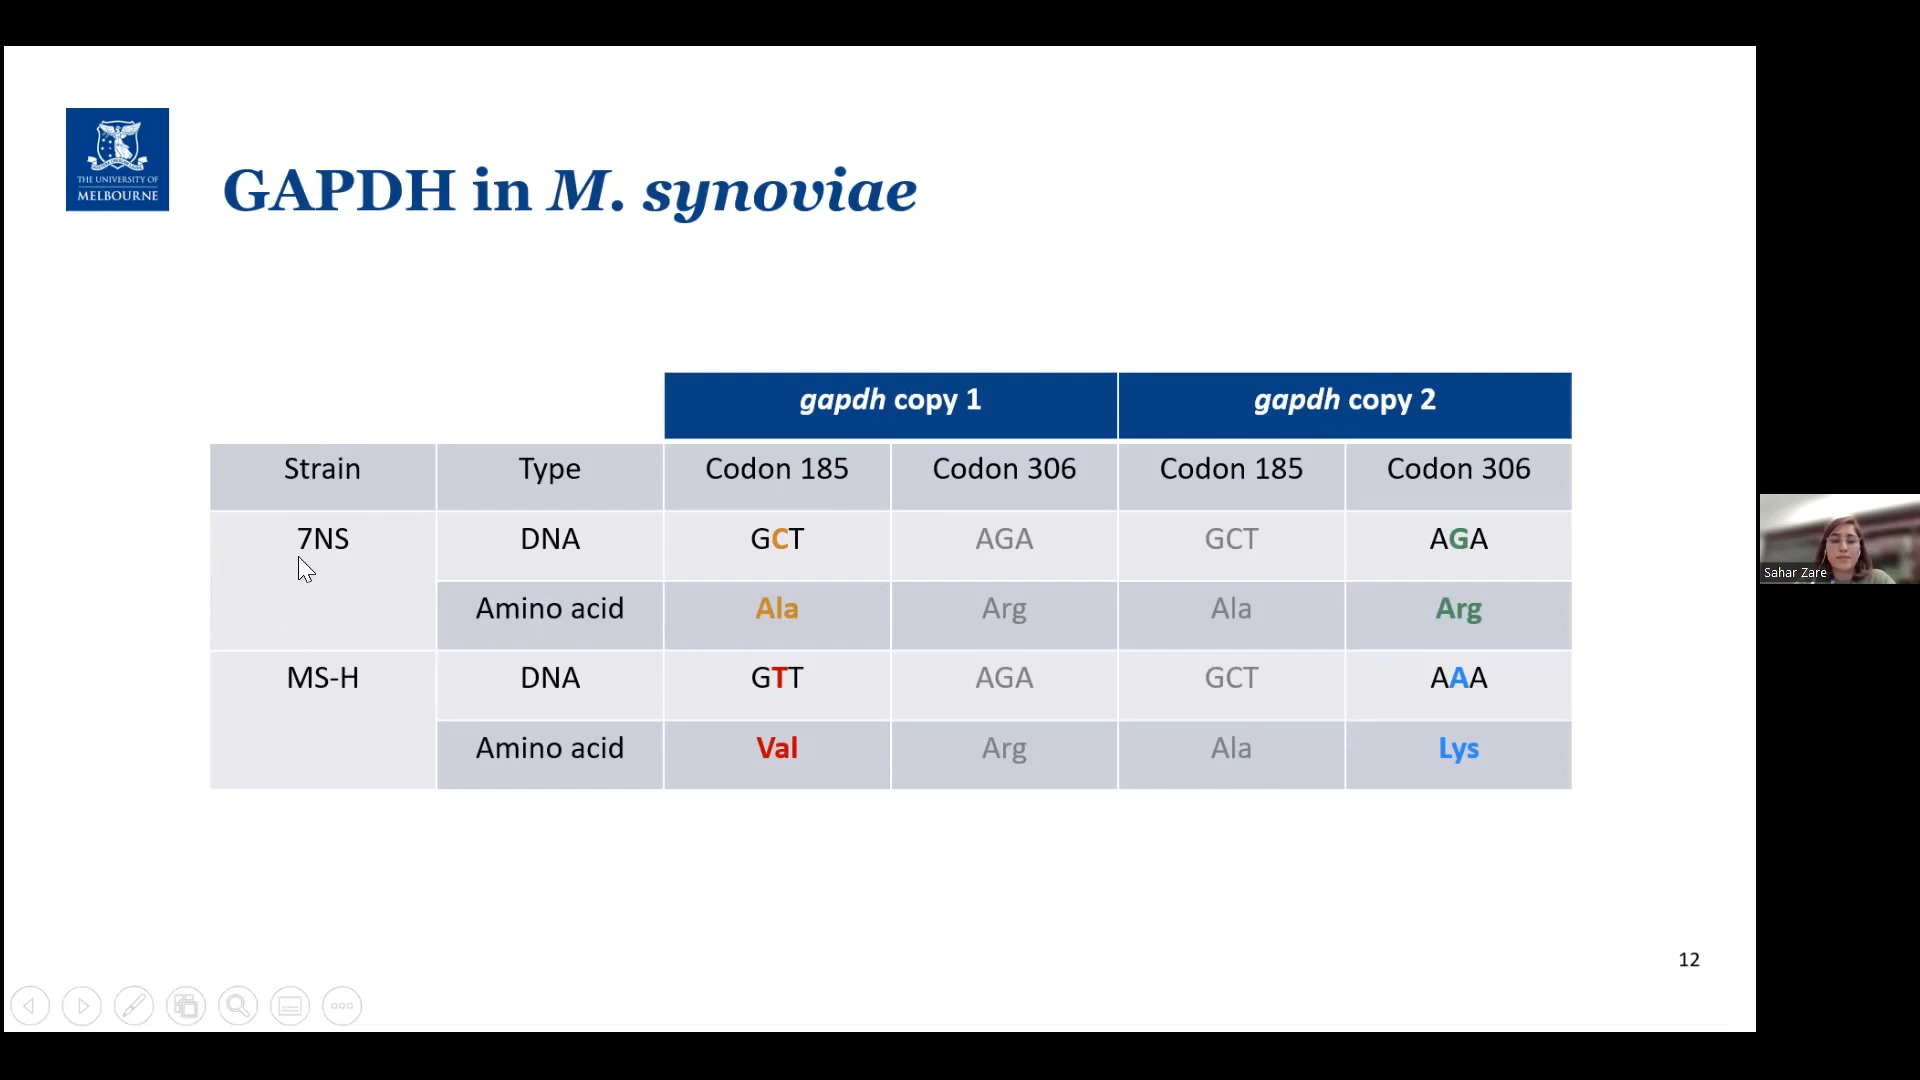 THE UNIVERSITY OF
MELBOURNE
GAPDH in M. synoviae
gapdh copy 1 gapdh copy 2
Strain Type Codon 185 Codon 306 Codon 185 Codon 306
7NS DNA GCT AGA GCT AGA
Amino acid Ala Arg Ala Arg
MS-H DNA GTT AGA GCT AAA
Amino acid Val Arg Ala Lys
Sahar Zare
12